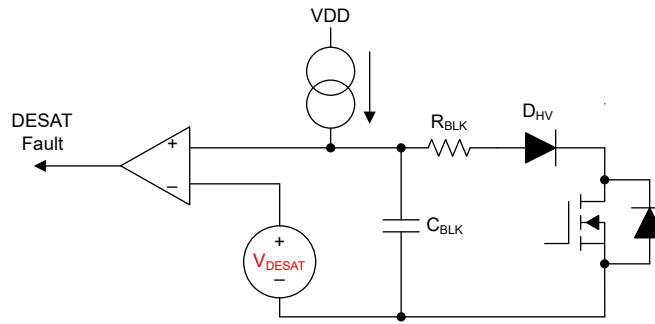 VDD
DESAT
Fault
R_BLK
D_HV
+
−
C_BLK
+
V_DESAT
−